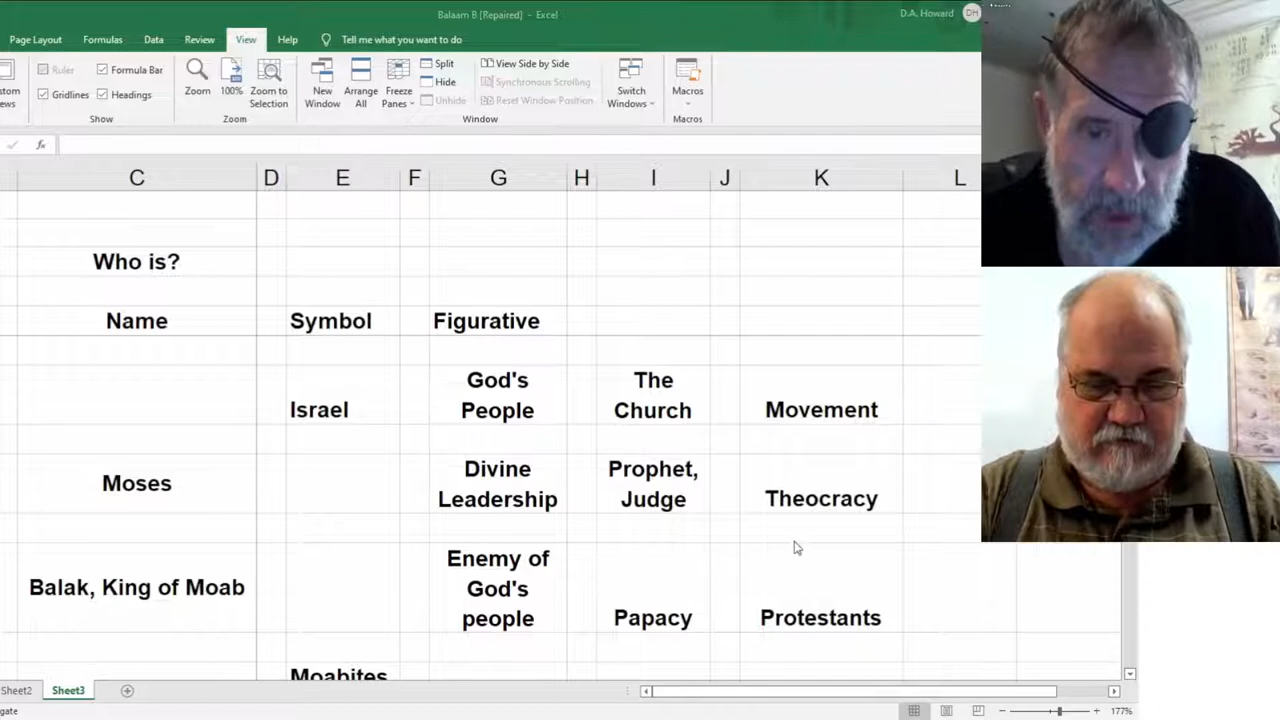 Balaam B [Repaired] - Excel
D.A. Howard DH
Page Layout Formulas Data Review View Help Tell me what you want to do
Ruler Formula Bar
Gridlines Headings
Show
Zoom 100% Zoom to Selection
Zoom
New Window Arrange All Freeze Panes
Split
Hide
Unhide
View Side by Side
Synchronous Scrolling
Reset Window Position
Switch Windows
Window
Macros
Macros
fx
C D E F G H I J K L
Who is?
Name Symbol Figurative
Israel God's People The Church Movement
Moses Divine Leadership Prophet, Judge Theocracy
Balak, King of Moab Enemy of God's people Papacy Protestants
Moabites
Sheet2 Sheet3
177%